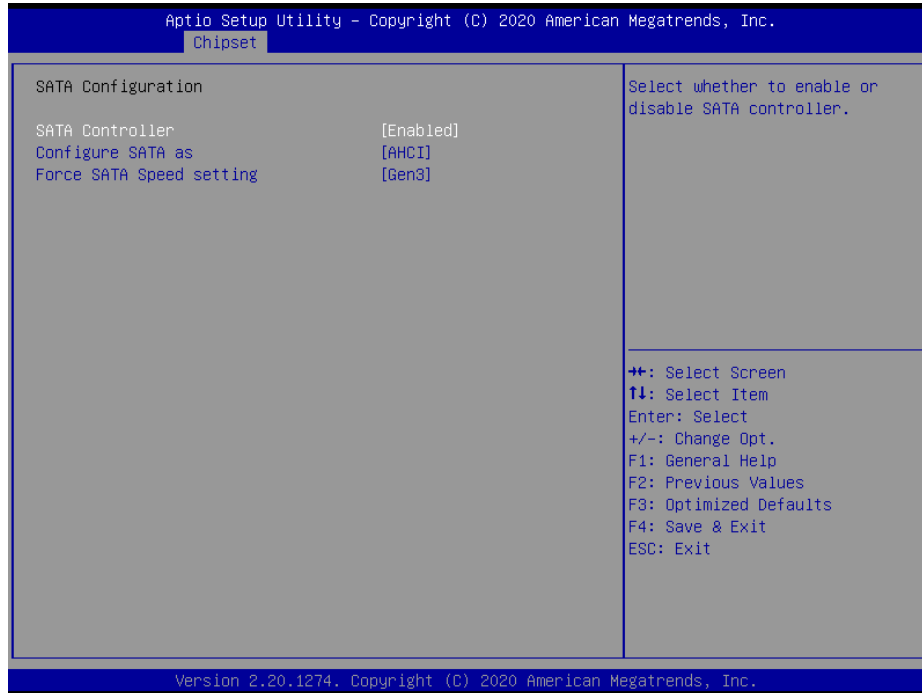 Aptio Setup Utility – Copyright (C) 2020 American Megatrends, Inc.
Chipset
SATA Configuration
SATA Controller [Enabled]
Configure SATA as [AHCI]
Force SATA Speed setting [Gen3]
Select whether to enable or
disable SATA controller.
→←: Select Screen
↑↓: Select Item
Enter: Select
+/-: Change Opt.
F1: General Help
F2: Previous Values
F3: Optimized Defaults
F4: Save & Exit
ESC: Exit
Version 2.20.1274. Copyright (C) 2020 American Megatrends, Inc.